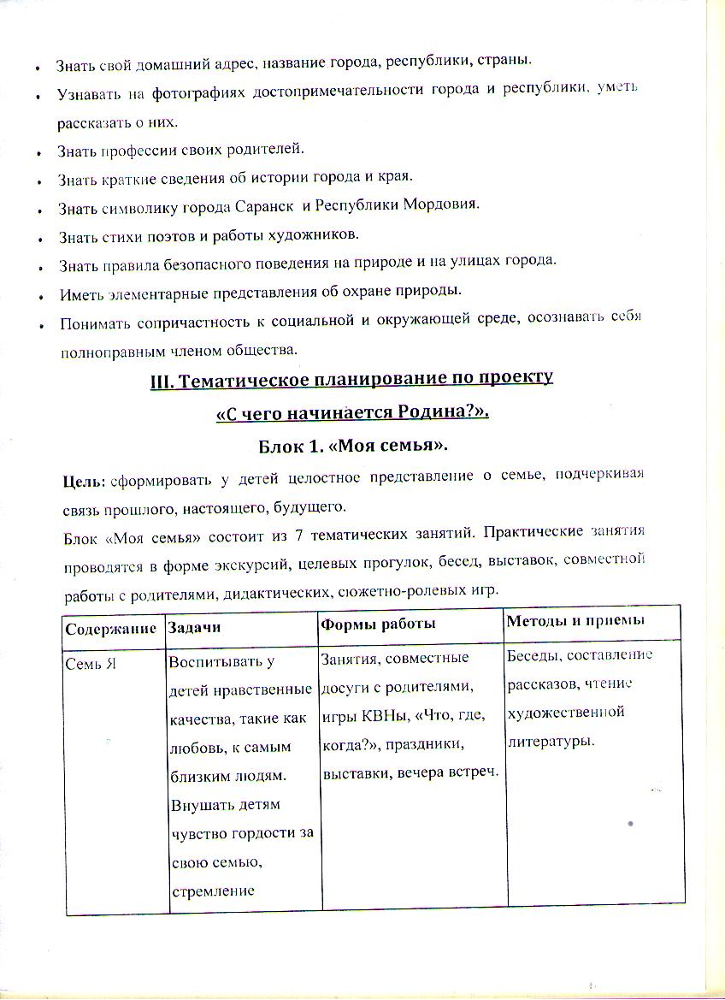 • Знать свой домашний адрес, название города, республики, страны.
• Узнавать на фотографиях достопримечательности города и республики, уметь
рассказать о них.
• Знать профессии своих родителей.
• Знать краткие сведения об истории города и края.
• Знать символику города Саранск и Республики Мордовия.
• Знать стихи поэтов и работы художников.
• Знать правила безопасного поведения на природе и на улицах города.
• Иметь элементарные представления об охране природы.
• Понимать сопричастность к социальной и окружающей среде, осознавать себя
полноправным членом общества.
III. Тематическое планирование по проекту
«С чего начинается Родина?».
Блок 1. «Моя семья».
Цель: сформировать у детей целостное представление о семье, подчеркивая
связь прошлого, настоящего, будущего.
Блок «Моя семья» состоит из 7 тематических занятий. Практические занятия
проводятся в форме экскурсий, целевых прогулок, бесед, выставок, совместной
работы с родителями, дидактических, сюжетно-ролевых игр.
Содержание
Задачи
Формы работы
Методы и приемы
Семь Я
Воспитывать у
детей нравственные
качества, такие как
любовь, к самым
близким людям.
Внушать детям
чувство гордости за
свою семью,
стремление
Занятия, совместные
досуги с родителями,
игры КВНы, «Что, где,
когда?», праздники,
выставки, вечера встреч.
Беседы, составление
рассказов, чтение
художественной
литературы.